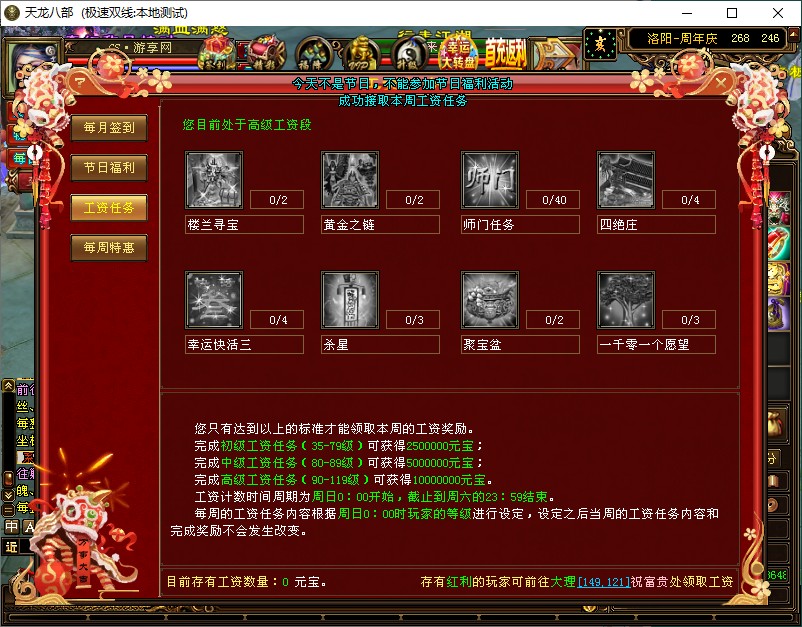 天龙八部 (极速双线:本地测试)
游享网
幸运大转盘
首充返利
亥
洛阳-周年庆 268 246
今天不是节日，不能参加节日福利活动
成功接取本周工资任务
每月签到
节日福利
工资任务
每周特惠
您目前处于高级工资段
0/2 0/2 0/40 0/4
楼兰寻宝 黄金之链 师门任务 四绝庄
0/4 0/3 0/2 0/3
幸运快活三 杀星 聚宝盆 一千零一个愿望
您只有达到以上的标准才能领取本周的工资奖励。
完成初级工资任务(35-79级)可获得2500000元宝；
完成中级工资任务(80-89级)可获得5000000元宝；
完成高级工资任务(90-119级)可获得10000000元宝。
工资计数时间周期为周日0：00开始，截止到周六的23：59结束。
每周的工资任务内容根据周日0：00时玩家的等级进行设定，设定之后当周的工资任务内容和
完成奖励不会发生改变。
目前存有工资数量：0 元宝。
存有红利的玩家可前往大理[149,121]祝富贵处领取工资